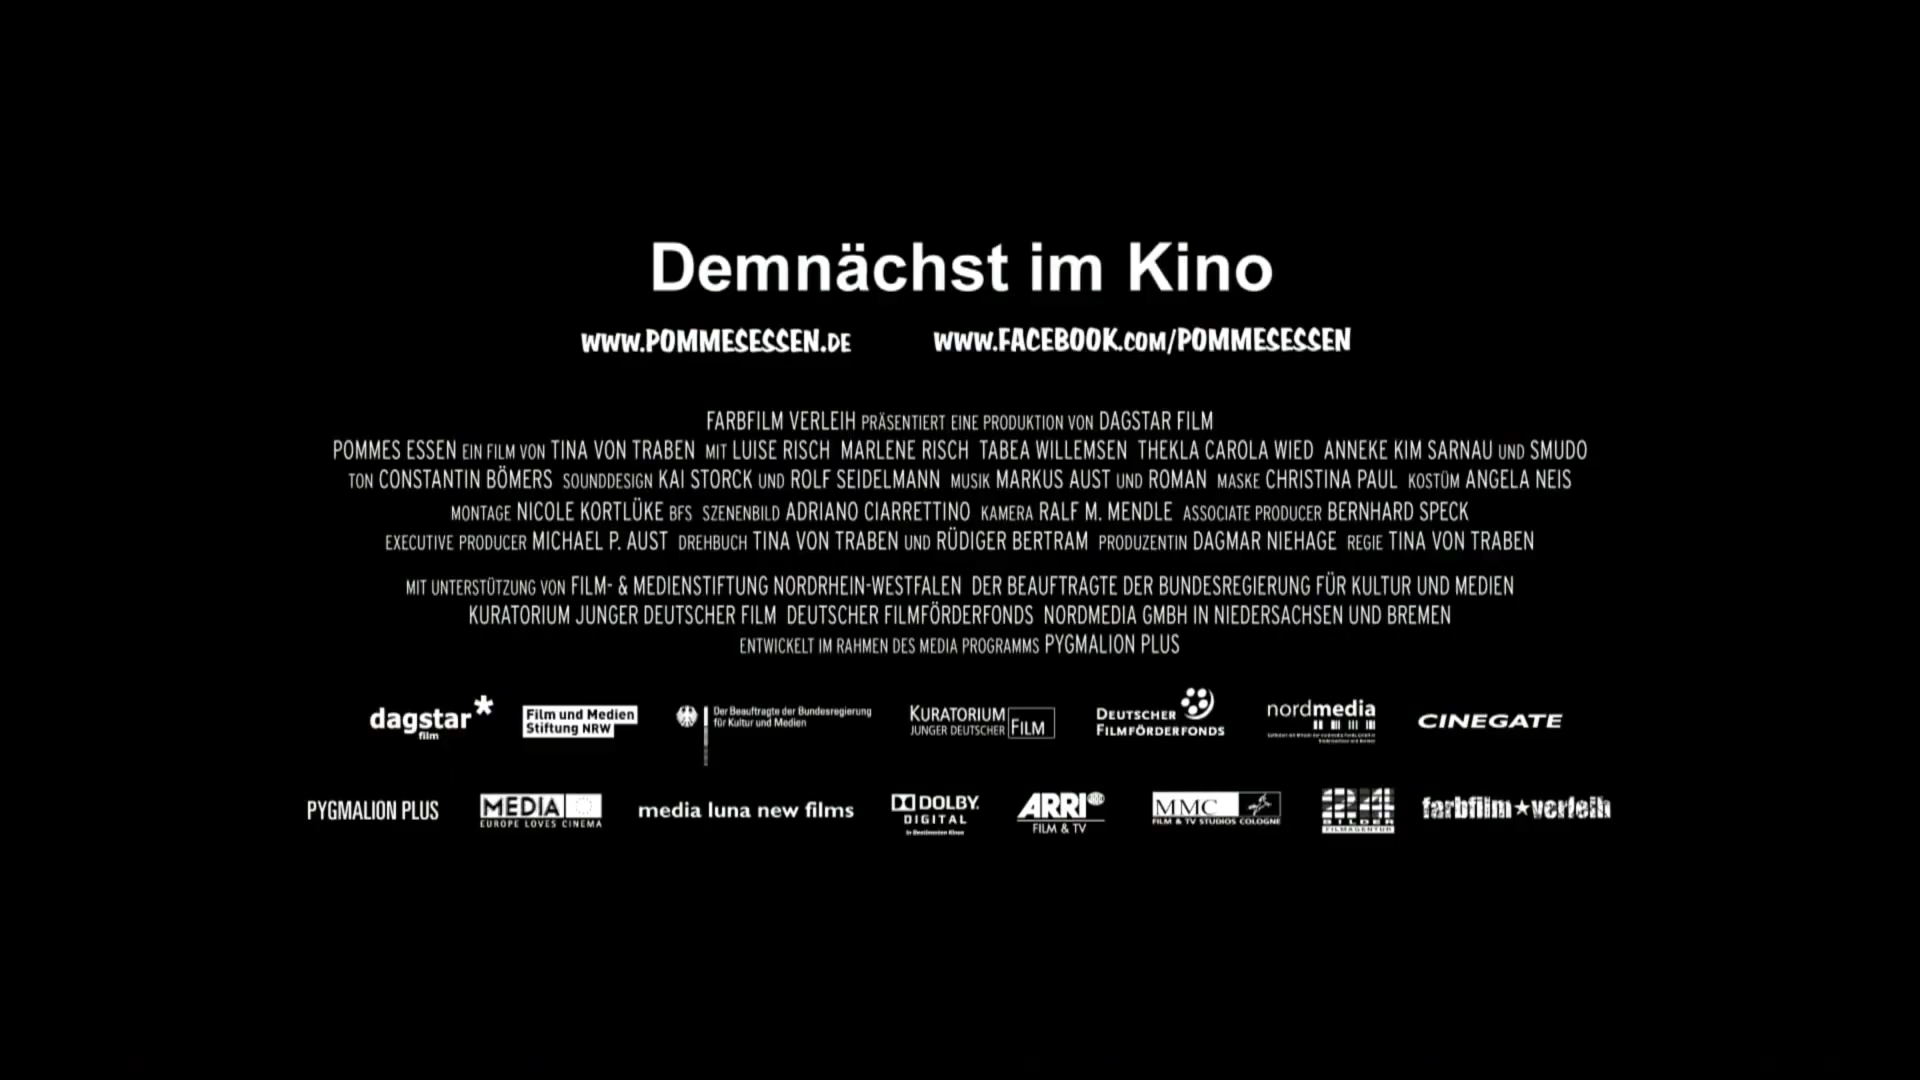 Demnächst im Kino
www.POMMESESSEN.DE www.FACEBOOK.COM/POMMESESSEN
FARBFILM VERLEIH PRÄSENTIERT EINE PRODUKTION VON DAGSTAR FILM
POMMES ESSEN EIN FILM VON TINA VON TRABEN MIT LUISE RISCH MARLENE RISCH TABEA WILLEMSEN THEKLA CAROLA WIED ANNEKE KIM SARNAU UND SMUDO
TON CONSTANTIN BÖMERS SOUNDDESIGN KAI STORCK UND ROLF SEIDELMANN MUSIK MARKUS AUST UND ROMAN MASKE CHRISTINA PAUL KOSTÜM ANGELA NEIS
MONTAGE NICOLE KORTLÜKE BFS SZENENBILD ADRIANO CIARRETTINO KAMERA RALF M. MENDLE ASSOCIATE PRODUCER BERNHARD SPECK
EXECUTIVE PRODUCER MICHAEL P. AUST DREHBUCH TINA VON TRABEN UND RÜDIGER BERTRAM PRODUZENTIN DAGMAR NIEHAGE REGIE TINA VON TRABEN
MIT UNTERSTÜTZUNG VON FILM- & MEDIENSTIFTUNG NORDRHEIN-WESTFALEN DER BEAUFTRAGTE DER BUNDESREGIERUNG FÜR KULTUR UND MEDIEN
KURATORIUM JUNGER DEUTSCHER FILM DEUTSCHER FILMFÖRDERFONDS NORDMEDIA GMBH IN NIEDERSACHSEN UND BREMEN
ENTWICKELT IM RAHMEN DES MEDIA PROGRAMMS PYGMALION PLUS
dagstar*
film
Film und Medien
Stiftung NRW
Der Beauftragte der Bundesregierung
für Kultur und Medien
KURATORIUM
JUNGER DEUTSCHER FILM
DEUTSCHER
FILMFÖRDERFONDS
nordmedia
CINEGATE
PYGMALION PLUS
MEDIA
EUROPE LOVES CINEMA
media luna new films
DOLBY.
DIGITAL
In Bestimmten Kinos
ARRI
FILM & TV
MMC
FILM & TV STUDIOS COLOGNE
24
BILDER
FILMAGENTUR
farbfilm★verleih